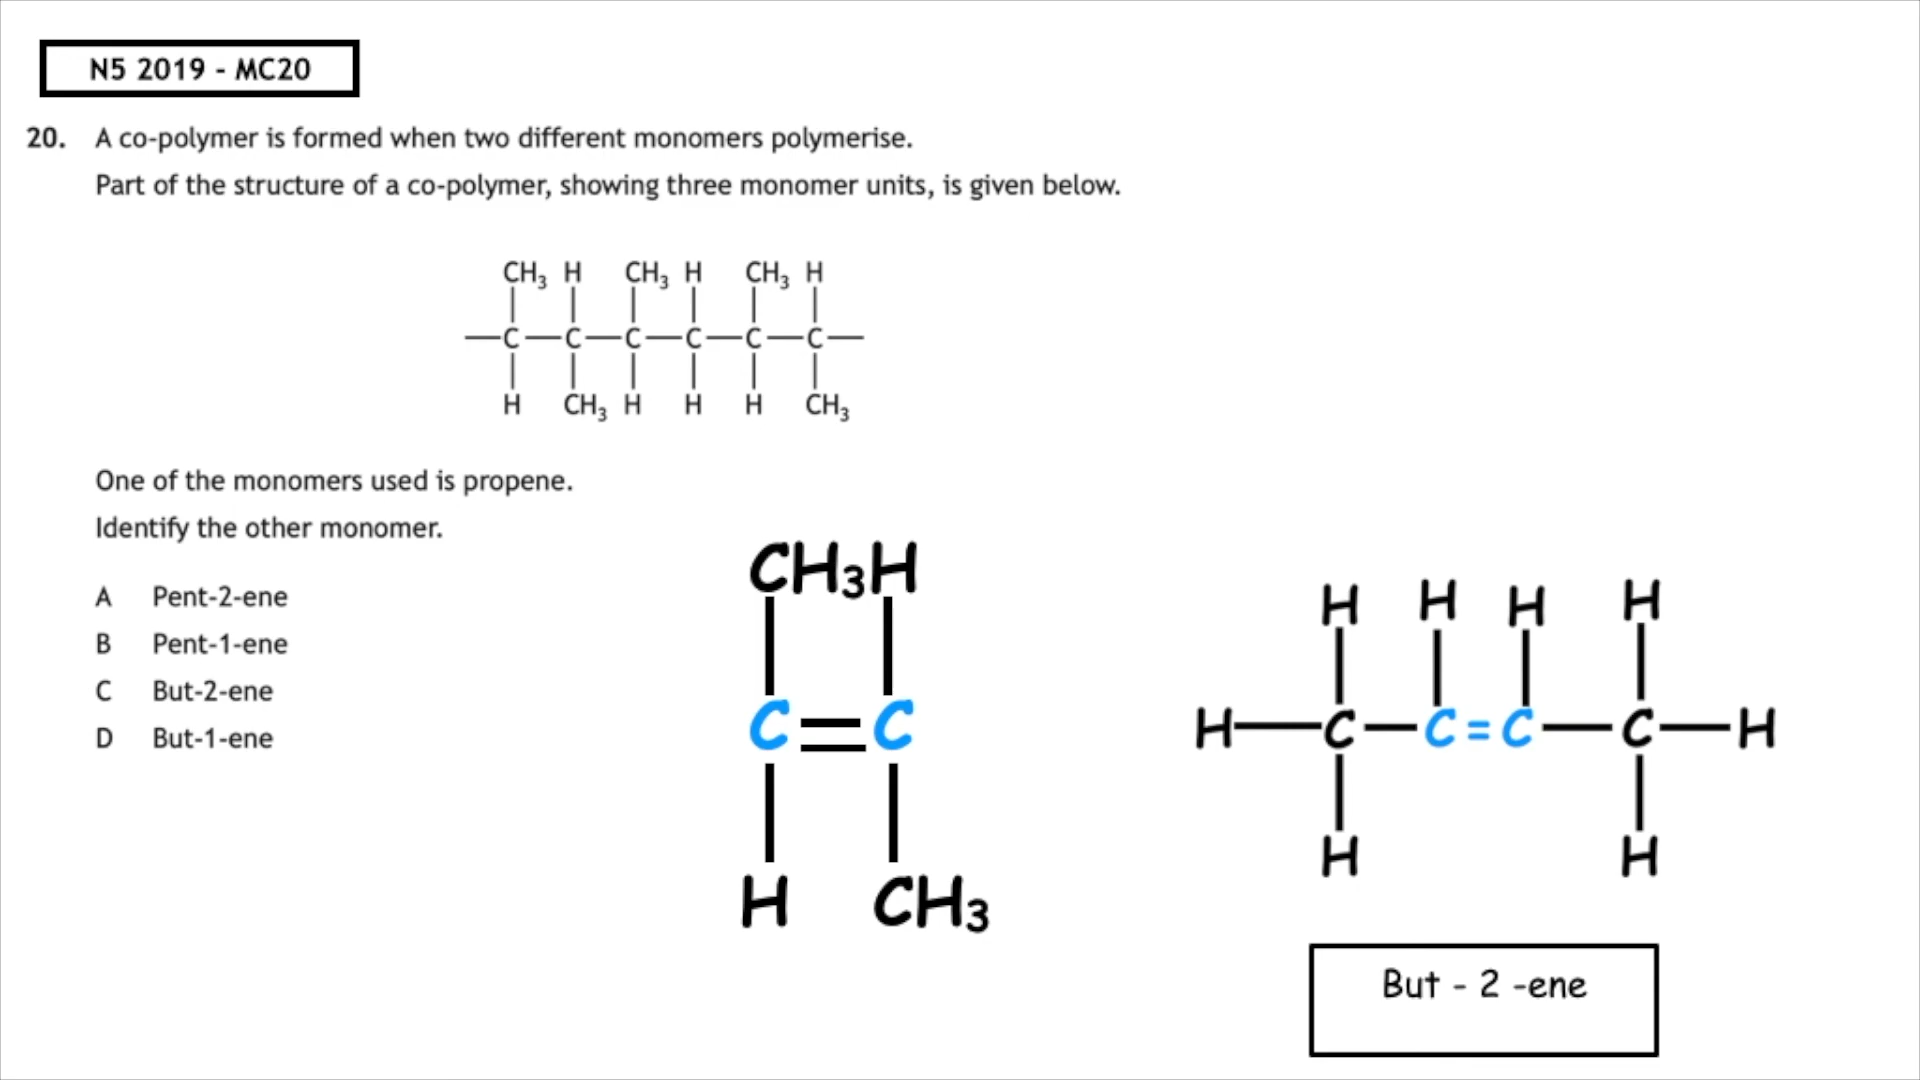 N5 2019 - MC20
20. A co-polymer is formed when two different monomers polymerise.
Part of the structure of a co-polymer, showing three monomer units, is given below.
CH₃ H CH₃ H CH₃ H
—C—C—C—C—C—C—
H CH₃ H H H CH₃
One of the monomers used is propene.
Identify the other monomer.
A Pent-2-ene
B Pent-1-ene
C But-2-ene
D But-1-ene
CH₃H
C=C
H CH₃
H H H H
H—C—C=C—C—H
H H
But - 2 -ene